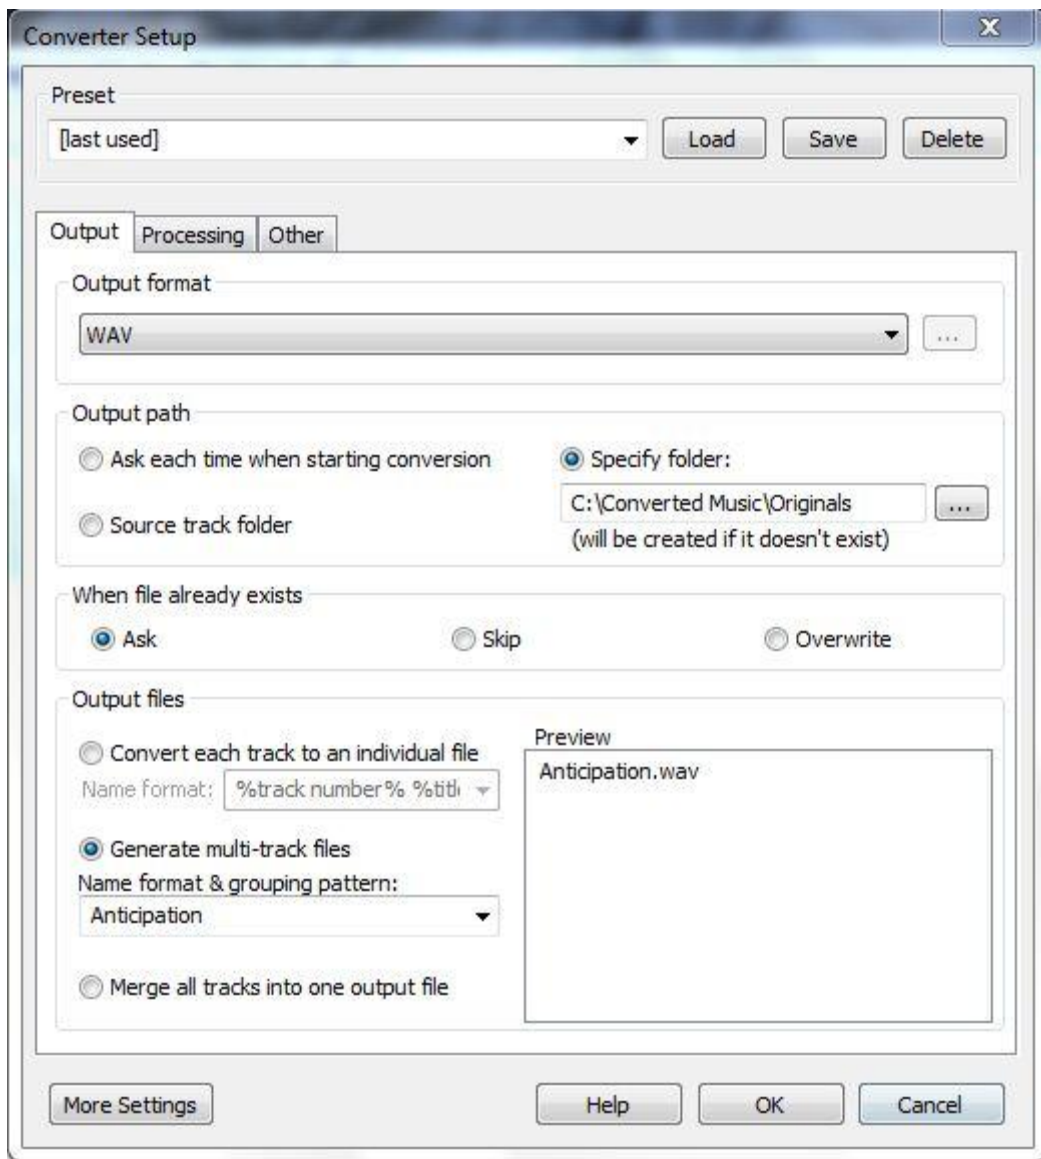 Converter Setup
Preset
[last used]
Load
Save
Delete
Output
Processing
Other
Output format
WAV
...
Output path
Ask each time when starting conversion
Specify folder:
C:\Converted Music\Originals
...
Source track folder
(will be created if it doesn't exist)
When file already exists
Ask
Skip
Overwrite
Output files
Convert each track to an individual file
Name format:
%track number% %titl
Generate multi-track files
Name format & grouping pattern:
Anticipation
Merge all tracks into one output file
Preview
Anticipation.wav
More Settings
Help
OK
Cancel